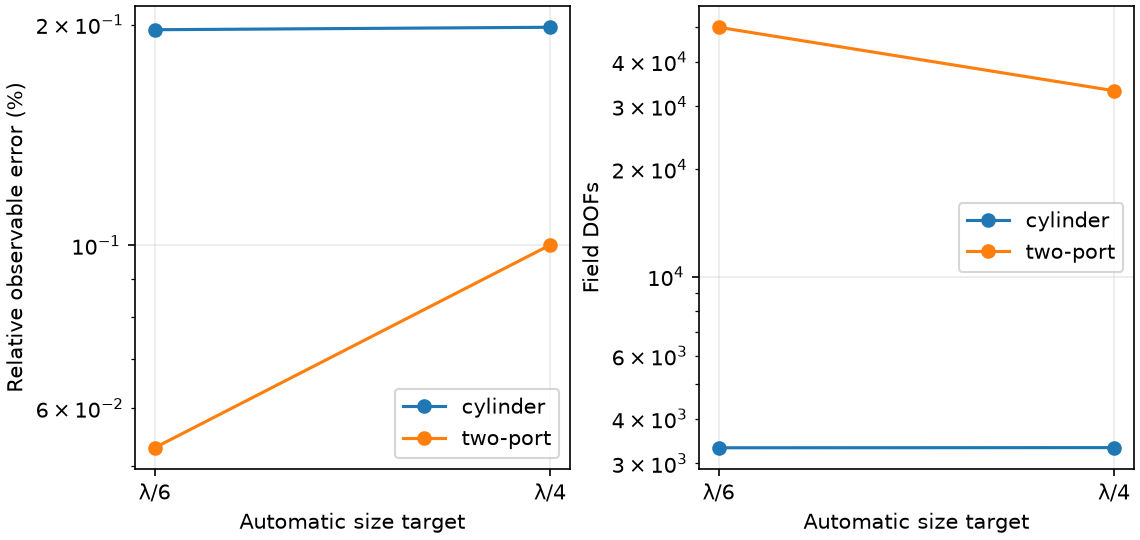 Relative observable error (%)
2 × 10⁻¹
10⁻¹
6 × 10⁻²
cylinder
two-port
λ/6
λ/4
Automatic size target
Field DOFs
4 × 10⁴
3 × 10⁴
2 × 10⁴
10⁴
6 × 10³
4 × 10³
3 × 10³
cylinder
two-port
λ/6
λ/4
Automatic size target